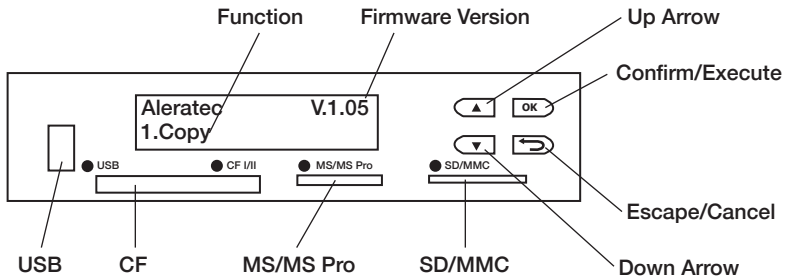 Function
Firmware Version
Up Arrow
Confirm/Execute
Aleratec V.1.05
1.Copy
OK
USB
CF I/II
MS/MS Pro
SD/MMC
Escape/Cancel
USB
CF
MS/MS Pro
SD/MMC
Down Arrow